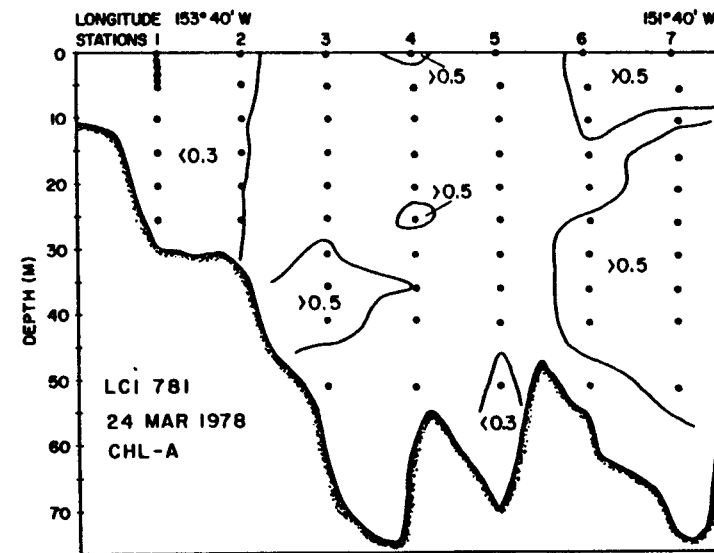 LONGITUDE 153° 40' W 151° 40' W
STATIONS 1 2 3 4 5 6 7
0
10
20
30
40
50
60
70
DEPTH (M)
>0.5
>0.5
<0.3
>0.5
>0.5
>0.5
<0.3
LCI 781
24 MAR 1978
CHL-A